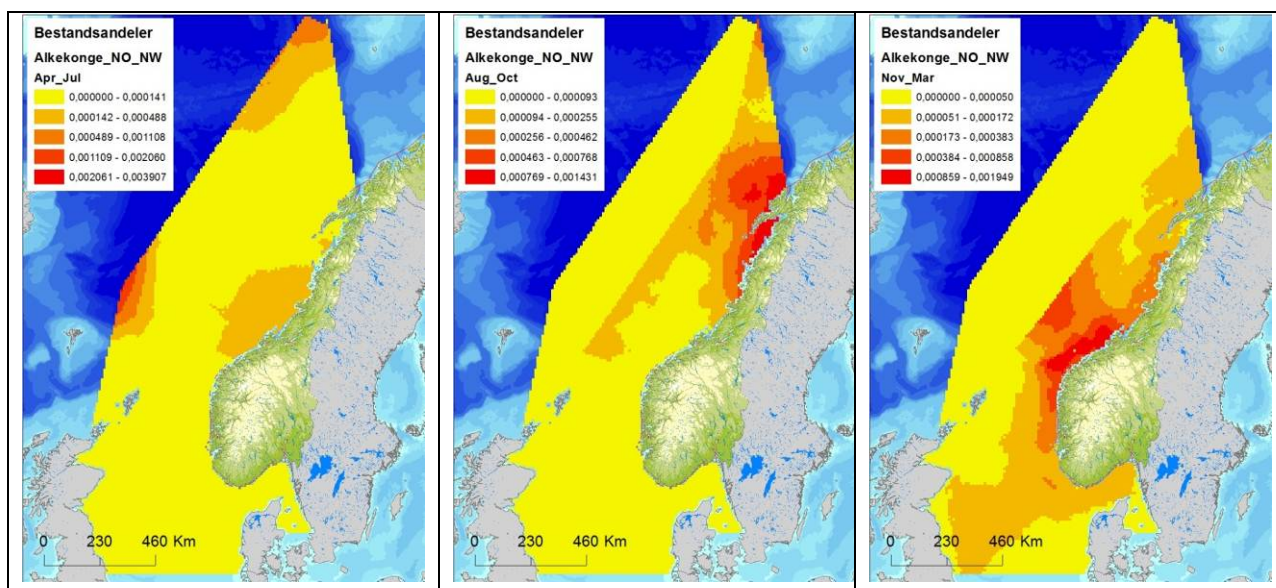 Bestandsandeler
Alkekonge_NO_NW
Apr_Jul
0,000000 - 0,000141
0,000142 - 0,000488
0,000489 - 0,001108
0,001109 - 0,002060
0,002061 - 0,003907
0 230 460 Km
Bestandsandeler
Alkekonge_NO_NW
Aug_Oct
0,000000 - 0,000093
0,000094 - 0,000255
0,000256 - 0,000462
0,000463 - 0,000768
0,000769 - 0,001431
0 230 460 Km
Bestandsandeler
Alkekonge_NO_NW
Nov_Mar
0,000000 - 0,000050
0,000051 - 0,000172
0,000173 - 0,000383
0,000384 - 0,000858
0,000859 - 0,001949
0 230 460 Km